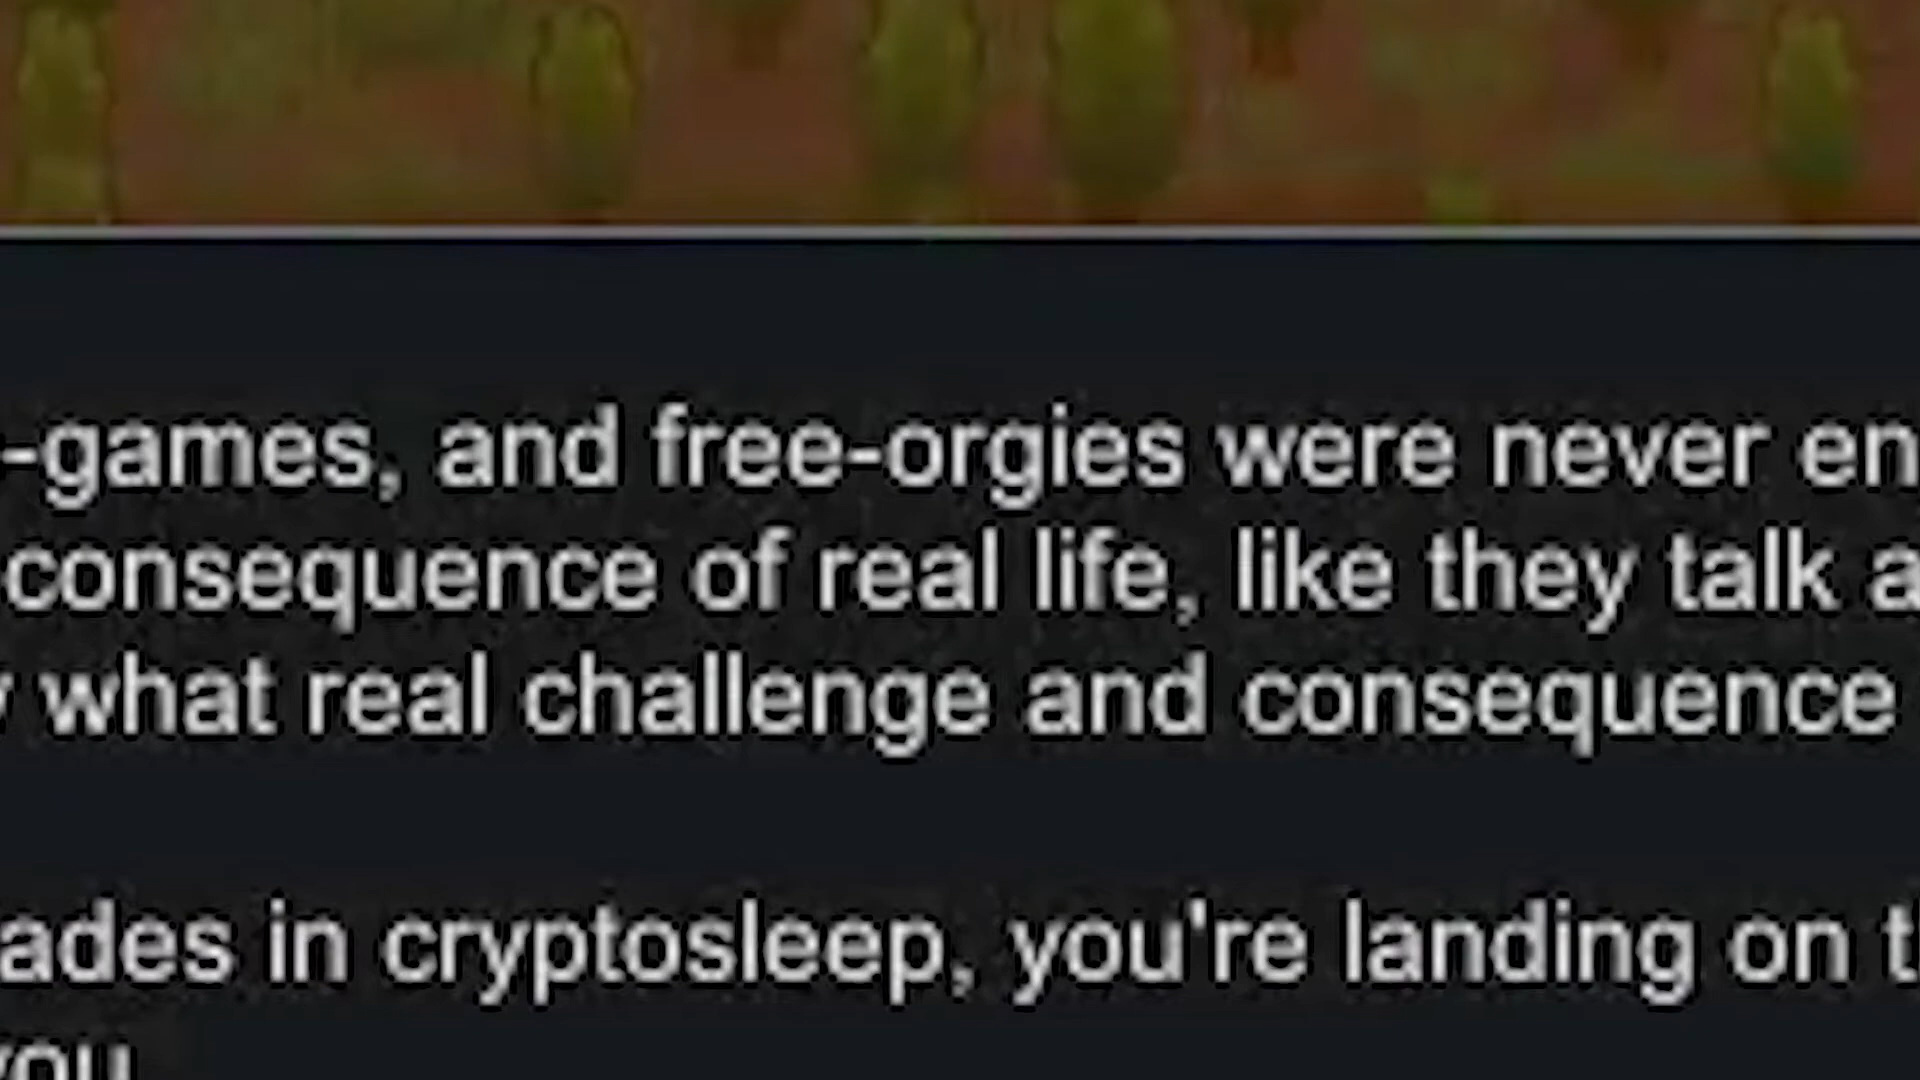 -games, and free-orgies were never en
consequence of real life, like they talk a
what real challenge and consequence
ades in cryptosleep, you're landing on t
you